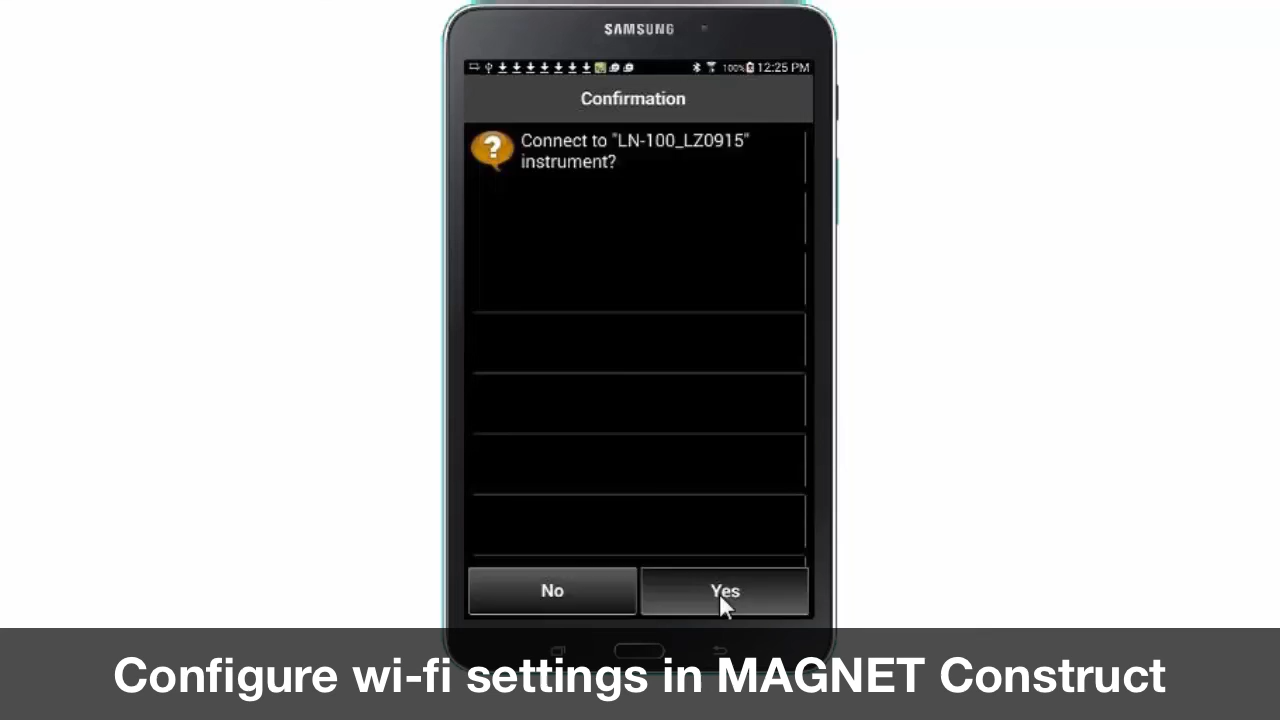 SAMSUNG
100% 12:25 PM
Confirmation
Connect to "LN-100_LZ0915"
instrument?
No
Yes
Configure wi-fi settings in MAGNET Construct